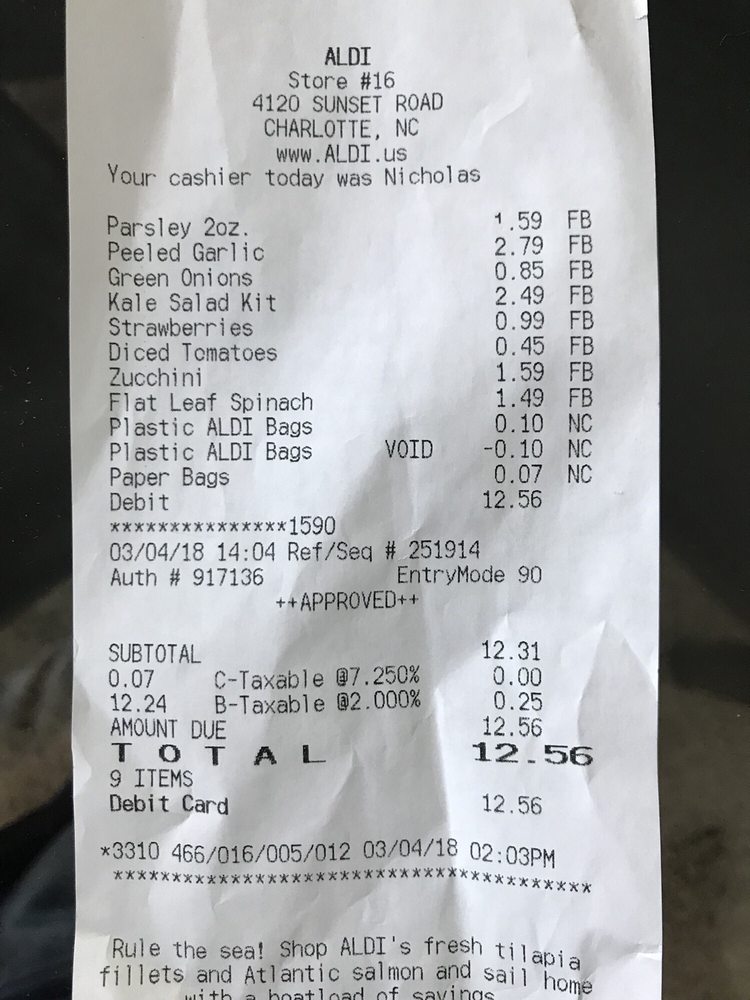 ALDI
Store #16
4120 SUNSET ROAD
CHARLOTTE, NC
www.ALDI.us
Your cashier today was Nicholas
Parsley 2oz. 1.59 FB
Peeled Garlic 2.79 FB
Green Onions 0.85 FB
Kale Salad Kit 2.49 FB
Strawberries 0.99 FB
Diced Tomatoes 0.45 FB
Zucchini 1.59 FB
Flat Leaf Spinach 1.49 FB
Plastic ALDI Bags 0.10 NC
Plastic ALDI Bags VOID -0.10 NC
Paper Bags 0.07 NC
Debit 12.56
***************1590
03/04/18 14:04 Ref/Seq # 251914
Auth # 917136 EntryMode 90
++APPROVED++
SUBTOTAL 12.31
0.07 C-Taxable @7.250% 0.00
12.24 B-Taxable @2.000% 0.25
AMOUNT DUE 12.56
TOTAL 12.56
9 ITEMS
Debit Card 12.56
*3310 466/016/005/012 03/04/18 02:03PM
*****************************************
Rule the sea! Shop ALDI's fresh tilapia
fillets and Atlantic salmon and sail home
with a boatload of savings